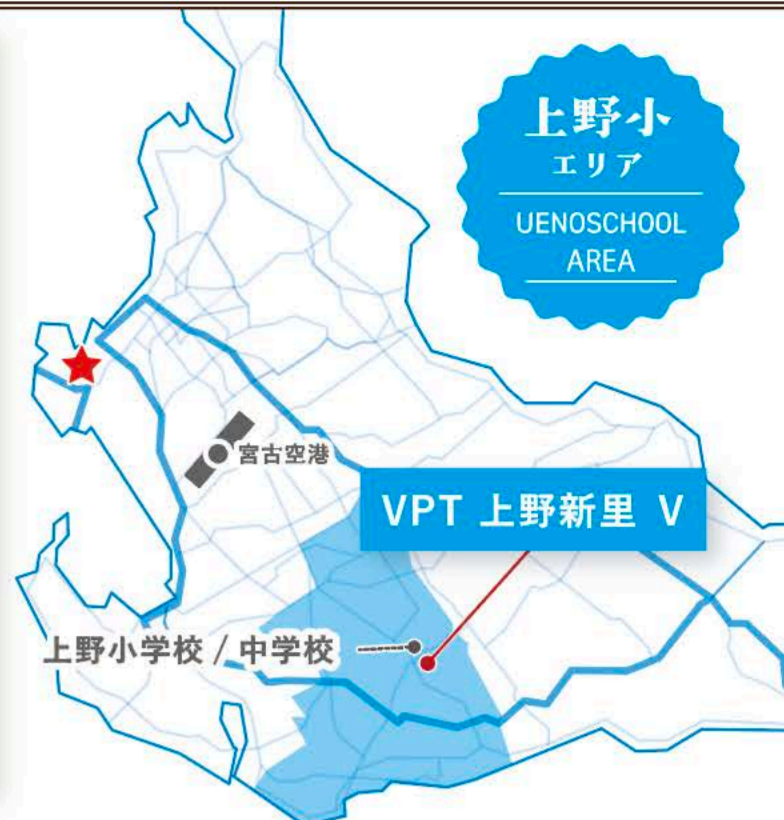 上野小
エリア
UENOSCHOOL
AREA
宮古空港
VPT 上野新里 V
上野小学校 / 中学校